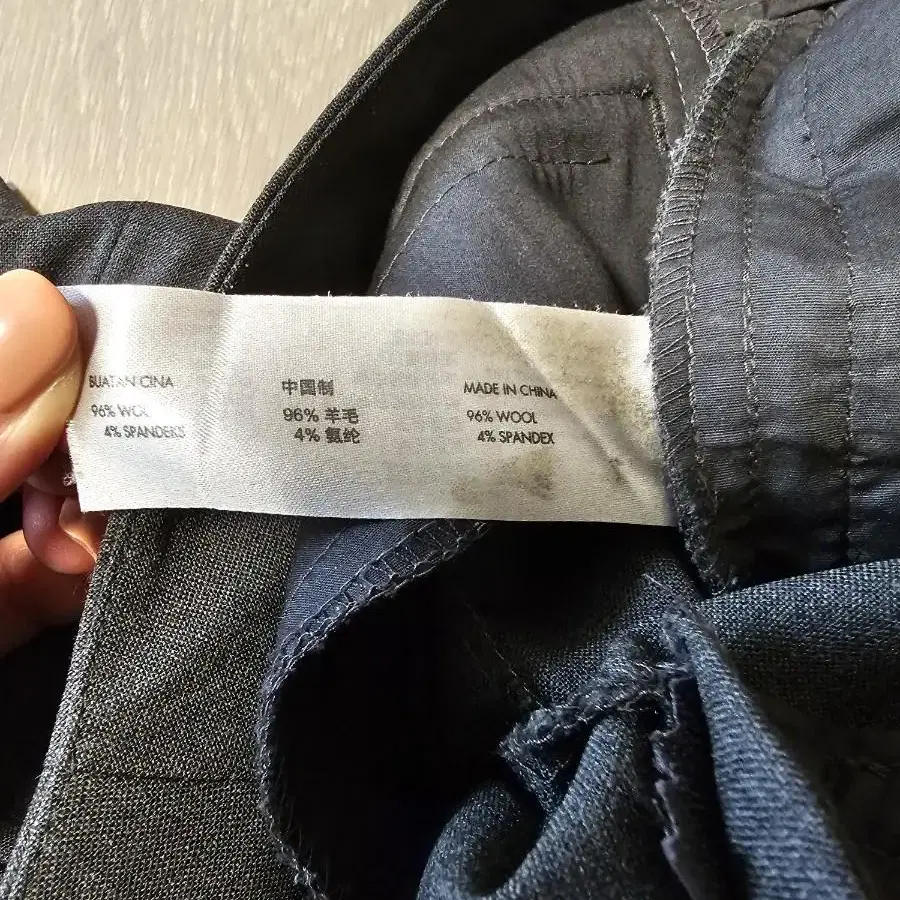 BUATAN CINA
96% WOL
4% SPANDEKS
中国制
96% 羊毛
4% 氨纶
MADE IN CHINA
96% WOOL
4% SPANDEX